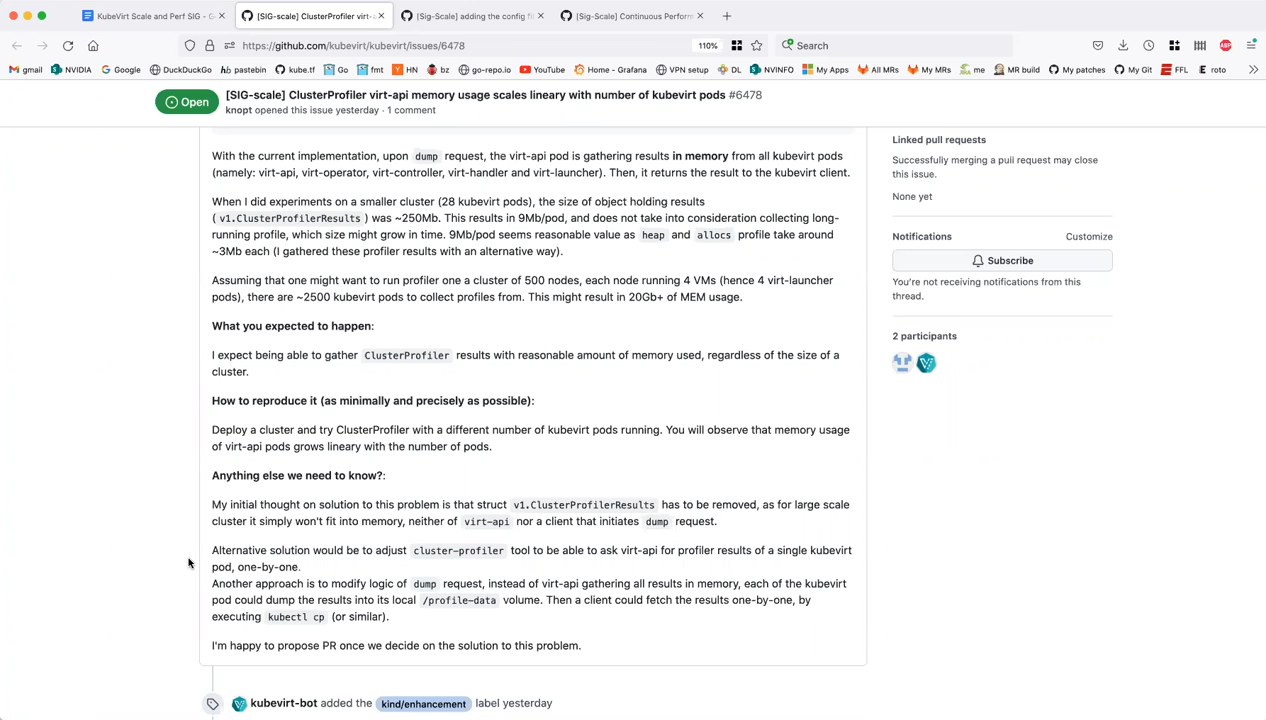 KubeVirt Scale and Perf SIG - G
[SIG-scale] ClusterProfiler virt-a
[Sig-Scale] adding the config fi
[Sig-Scale] Continuous Perform
https://github.com/kubevirt/kubevirt/issues/6478
110%
Search
gmail
NVIDIA
Google
DuckDuckGo
pastebin
kube.tf
Go
fmt
HN
bz
go-repo.io
YouTube
Home - Grafana
VPN setup
DL
NVINFO
My Apps
All MRs
My MRs
me
MR build
My patches
My Git
FFL
roto
Open
[SIG-scale] ClusterProfiler virt-api memory usage scales lineary with number of kubevirt pods #6478
knopt opened this issue yesterday · 1 comment
With the current implementation, upon dump request, the virt-api pod is gathering results in memory from all kubevirt pods
(namely: virt-api, virt-operator, virt-controller, virt-handler and virt-launcher). Then, it returns the result to the kubevirt client.
When I did experiments on a smaller cluster (28 kubevirt pods), the size of object holding results
( v1.ClusterProfilerResults ) was ~250Mb. This results in 9Mb/pod, and does not take into consideration collecting long-
running profile, which size might grow in time. 9Mb/pod seems reasonable value as heap and allocs profile take around
~3Mb each (I gathered these profiler results with an alternative way).
Assuming that one might want to run profiler one a cluster of 500 nodes, each node running 4 VMs (hence 4 virt-launcher
pods), there are ~2500 kubevirt pods to collect profiles from. This might result in 20Gb+ of MEM usage.
What you expected to happen:
I expect being able to gather ClusterProfiler results with reasonable amount of memory used, regardless of the size of a
cluster.
How to reproduce it (as minimally and precisely as possible):
Deploy a cluster and try ClusterProfiler with a different number of kubevirt pods running. You will observe that memory usage
of virt-api pods grows lineary with the number of pods.
Anything else we need to know?:
My initial thought on solution to this problem is that struct v1.ClusterProfilerResults has to be removed, as for large scale
cluster it simply won't fit into memory, neither of virt-api nor a client that initiates dump request.
Alternative solution would be to adjust cluster-profiler tool to be able to ask virt-api for profiler results of a single kubevirt
pod, one-by-one.
Another approach is to modify logic of dump request, instead of virt-api gathering all results in memory, each of the kubevirt
pod could dump the results into its local /profile-data volume. Then a client could fetch the results one-by-one, by
executing kubectl cp (or similar).
I'm happy to propose PR once we decide on the solution to this problem.
kubevirt-bot added the kind/enhancement label yesterday
Linked pull requests
Successfully merging a pull request may close
this issue.
None yet
Notifications
Customize
Subscribe
You're not receiving notifications from this
thread.
2 participants